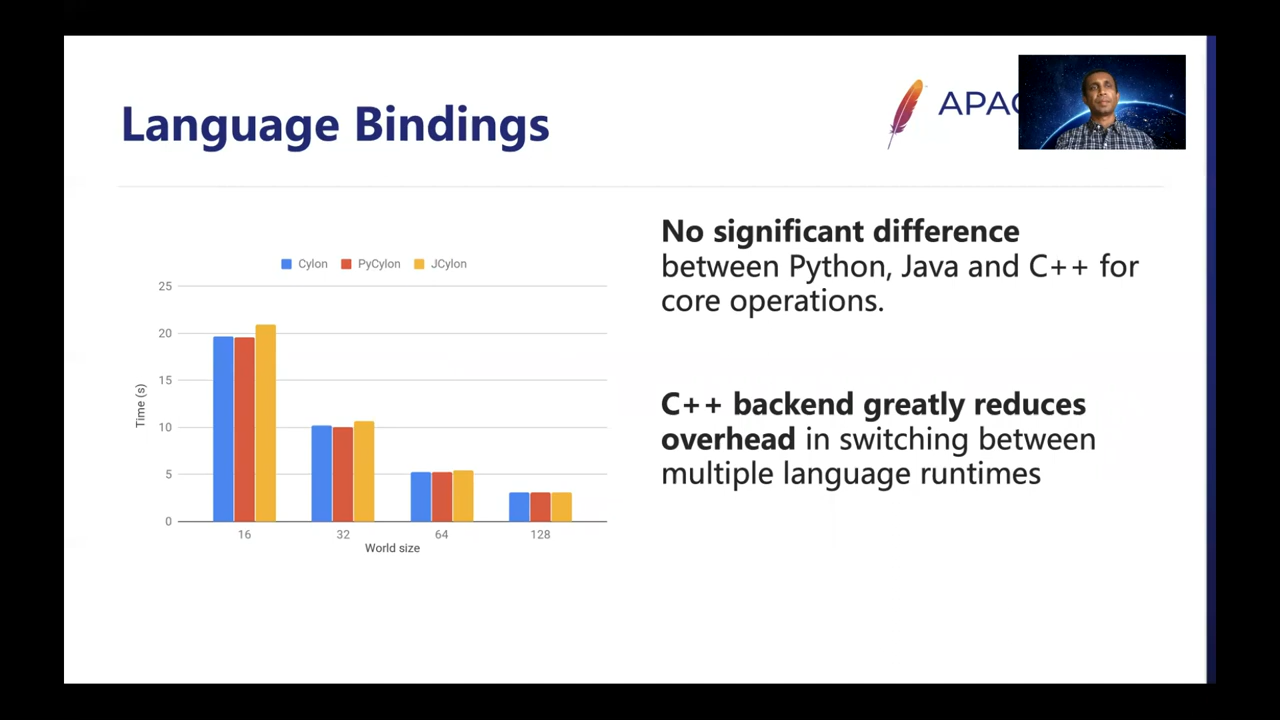 Language Bindings
No significant difference
between Python, Java and C++ for
core operations.
C++ backend greatly reduces
overhead in switching between
multiple language runtimes
Cylon PyCylon JCylon
25
20
15
10
5
0
Time (s)
16 32 64 128
World size